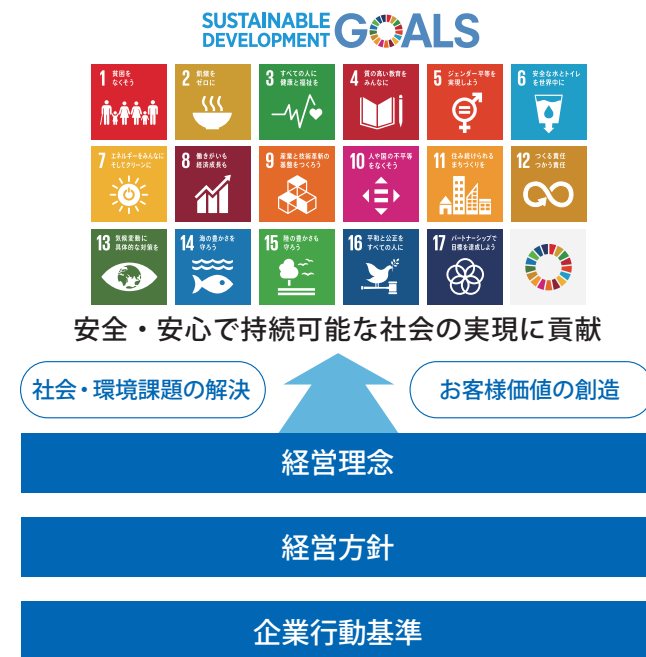 SUSTAINABLE
DEVELOPMENT
GOALS
1 貧困を
なくそう
2 飢餓を
ゼロに
3 すべての人に
健康と福祉を
4 質の高い教育を
みんなに
5 ジェンダー平等を
実現しよう
6 安全な水とトイレ
を世界中に
7 エネルギーをみんなに
そしてクリーンに
8 働きがいも
経済成長も
9 産業と技術革新の
基盤をつくろう
10 人や国の不平等
をなくそう
11 住み続けられる
まちづくりを
12 つくる責任
つかう責任
13 気候変動に
具体的な対策を
14 海の豊かさを
守ろう
15 陸の豊かさも
守ろう
16 平和と公正を
すべての人に
17 パートナーシップで
目標を達成しよう
安全・安心で持続可能な社会の実現に貢献
社会・環境課題の解決
お客様価値の創造
経営理念
経営方針
企業行動基準